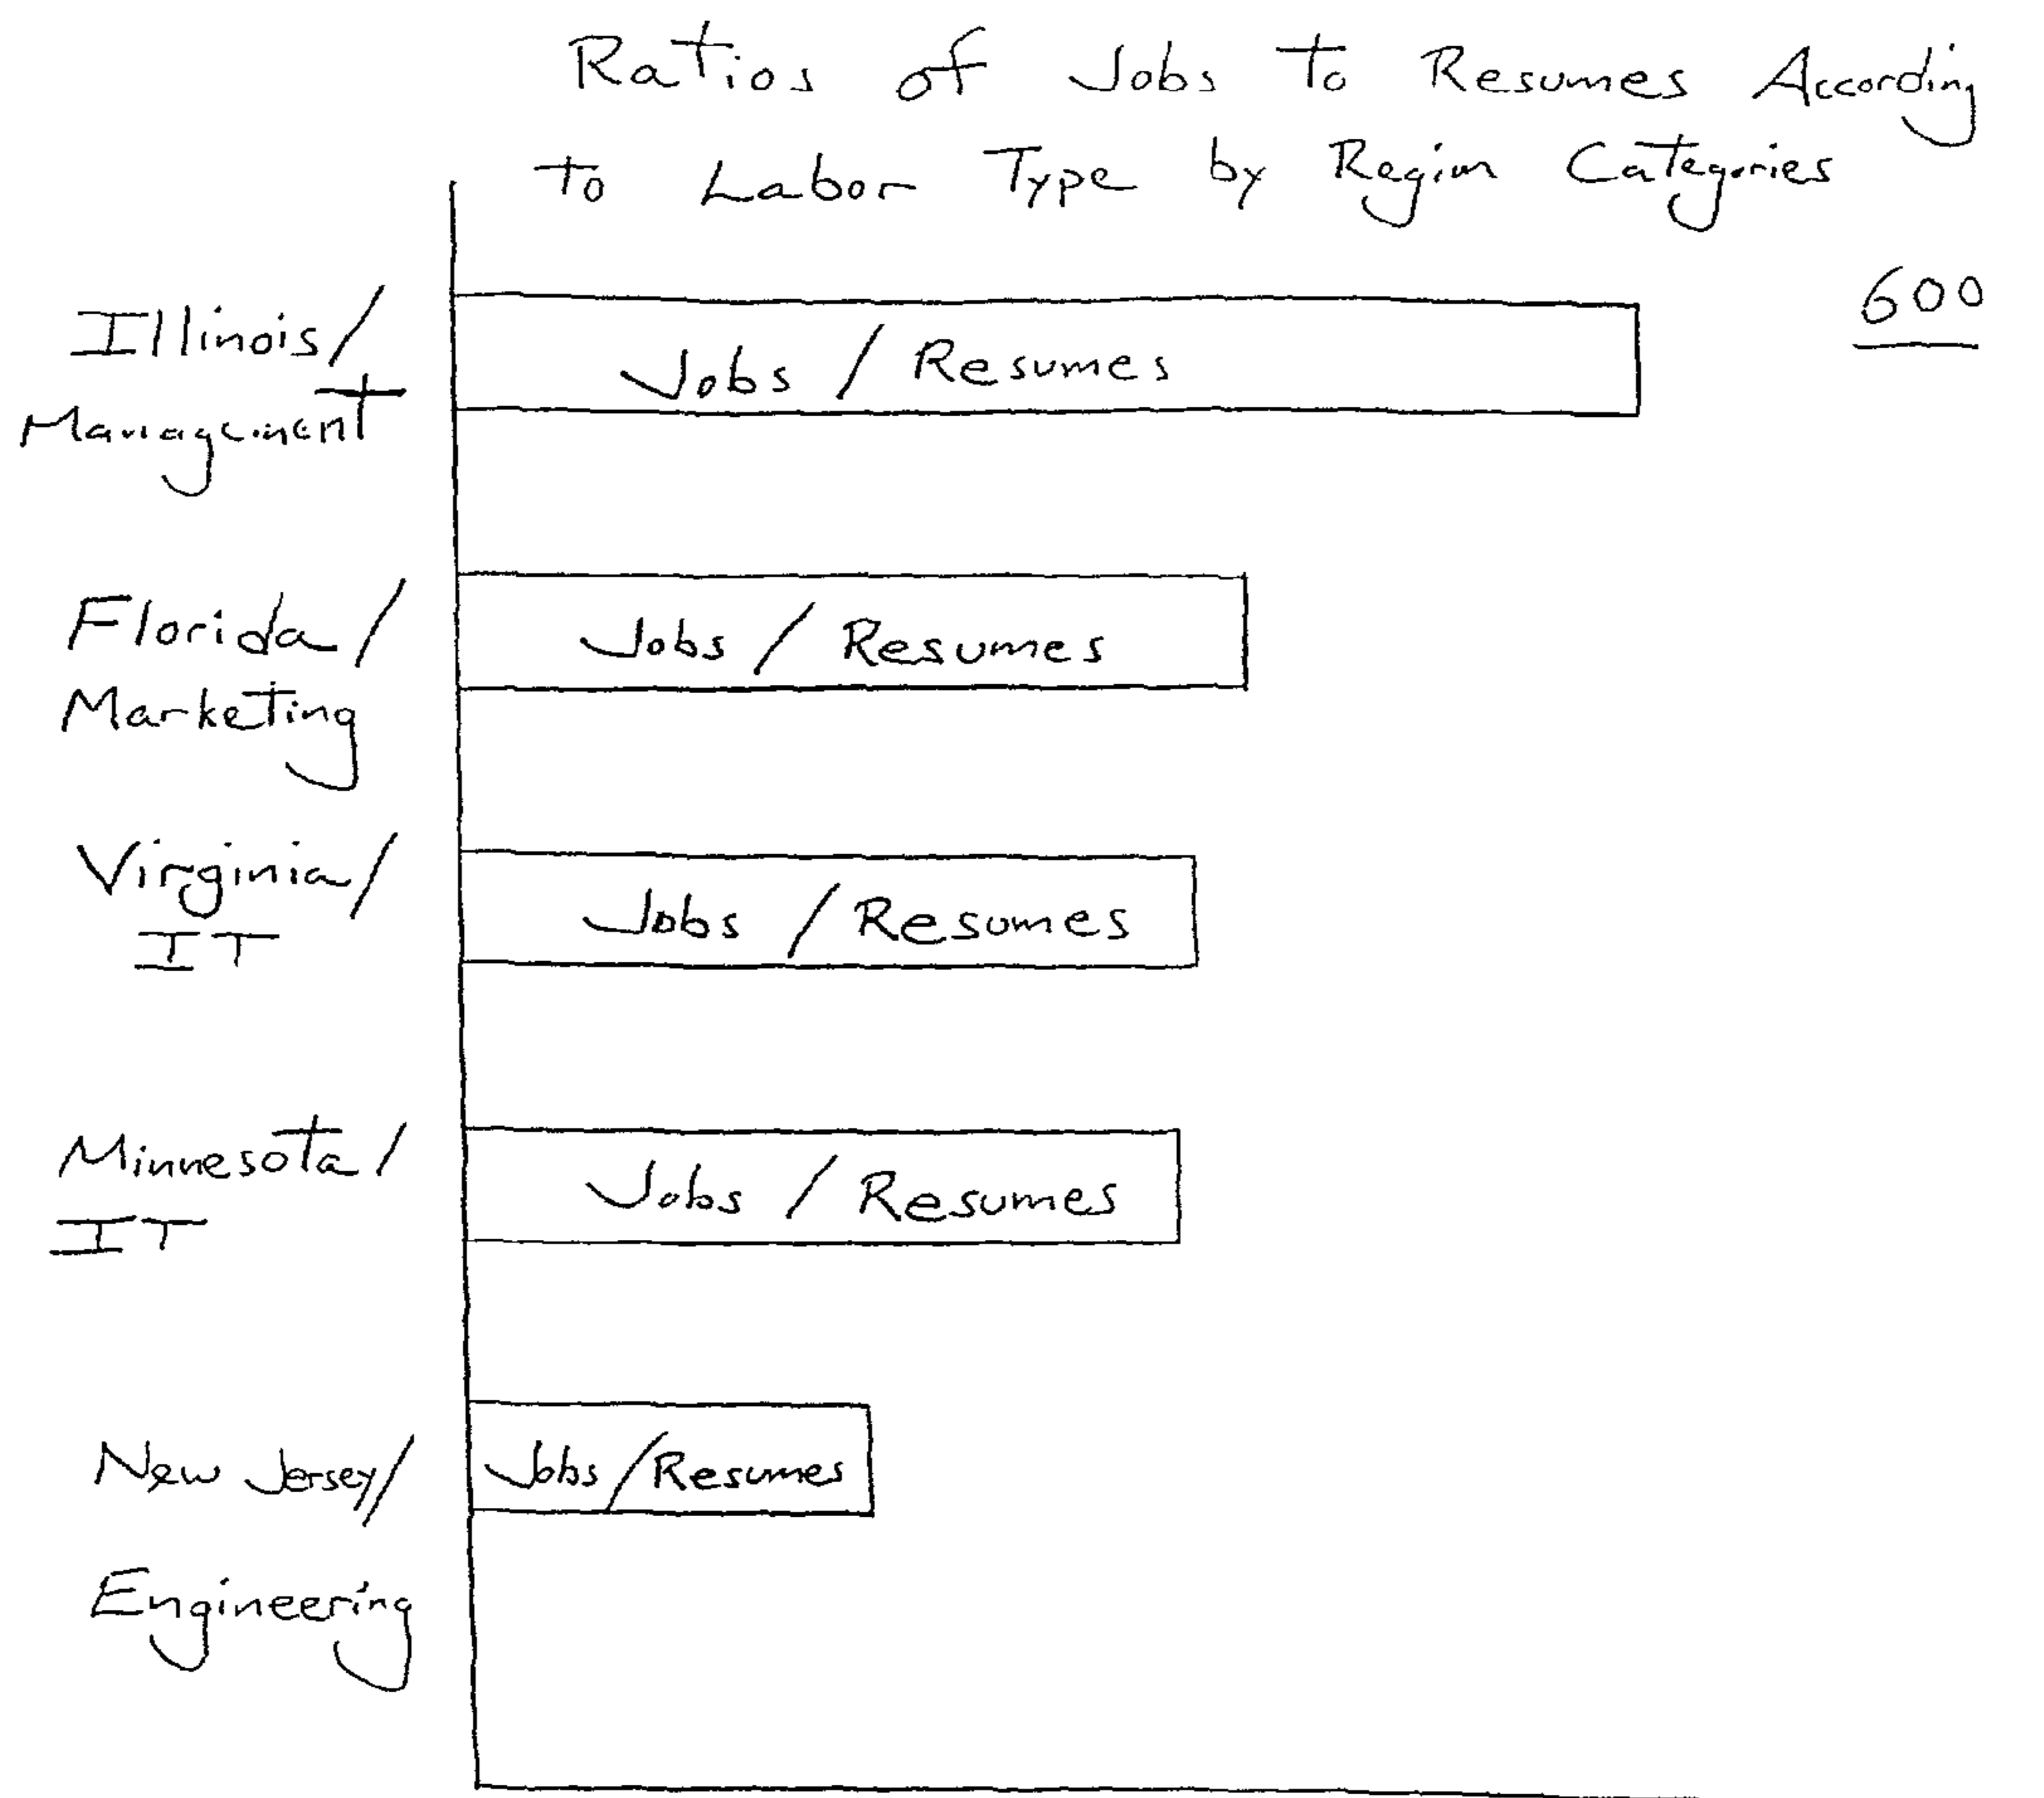 Ratios of Jobs to Resumes According
to Labor Type by Region Categories
600
Illinois/
Management
Jobs / Resumes
Florida/
Marketing
Jobs / Resumes
Virginia/
IT
Jobs / Resumes
Minnesota/
IT
Jobs / Resumes
New Jersey/
Engineering
Jobs/Resumes